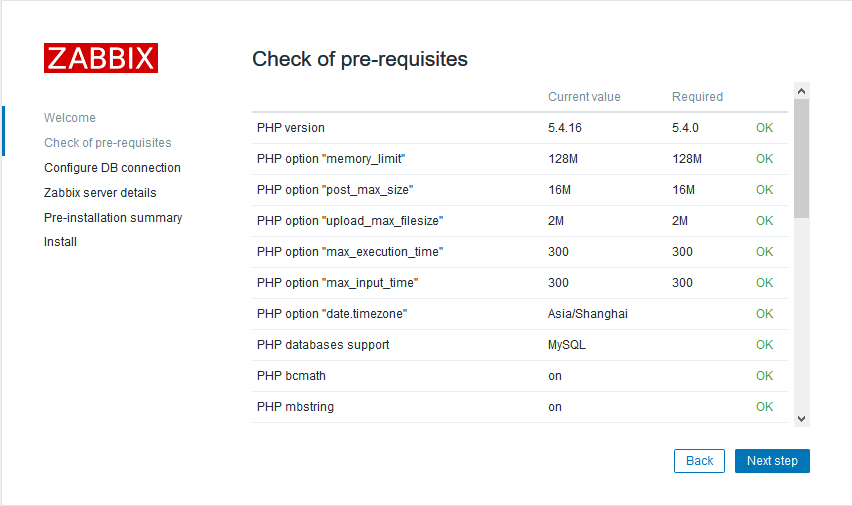 ZABBIX
Welcome
Check of pre-requisites
Configure DB connection
Zabbix server details
Pre-installation summary
Install
Check of pre-requisites
Current value Required
PHP version 5.4.16 5.4.0 OK
PHP option "memory_limit" 128M 128M OK
PHP option "post_max_size" 16M 16M OK
PHP option "upload_max_filesize" 2M 2M OK
PHP option "max_execution_time" 300 300 OK
PHP option "max_input_time" 300 300 OK
PHP option "date.timezone" Asia/Shanghai OK
PHP databases support MySQL OK
PHP bcmath on OK
PHP mbstring on OK
Back Next step